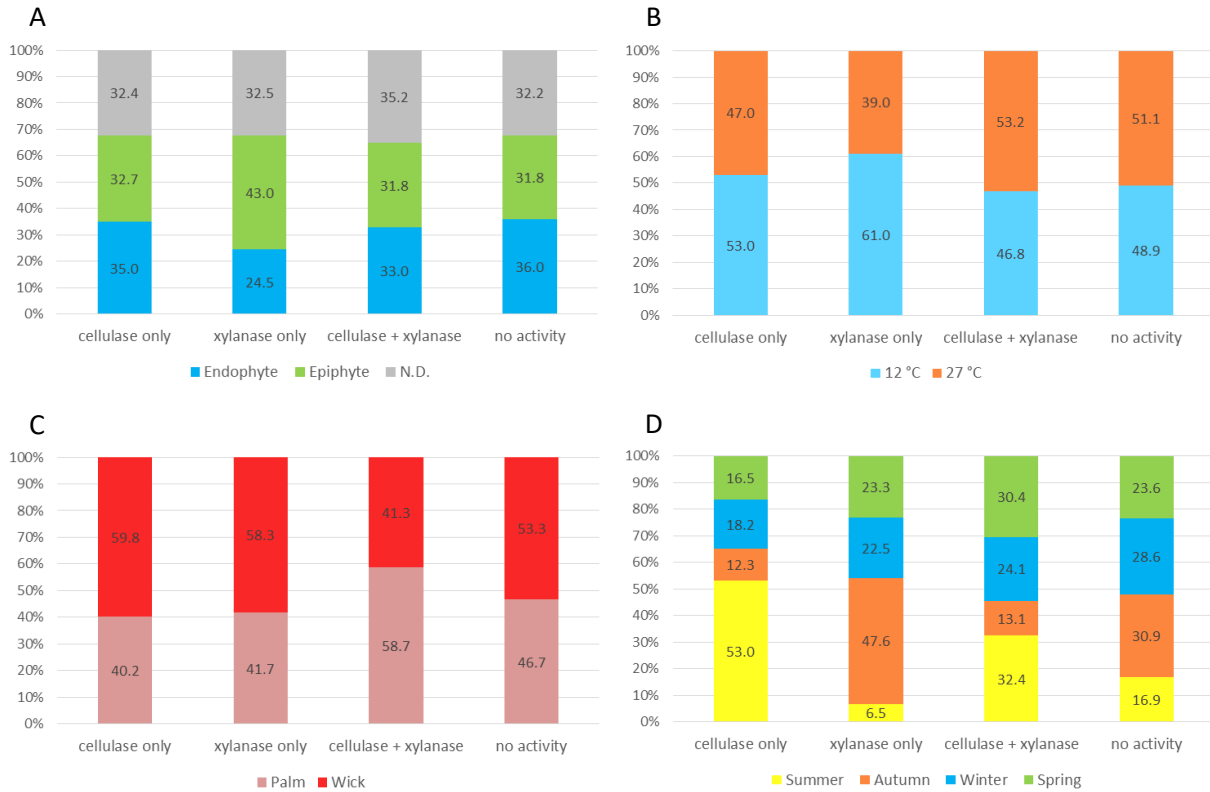 A
100%
90%
80%
70%
60%
50%
40%
30%
20%
10%
0%
32.4 32.5 35.2 32.2
32.7 43.0 31.8 31.8
35.0 24.5 33.0 36.0
cellulase only xylanase only cellulase + xylanase no activity
Endophyte Epiphyte N.D.
B
100%
90%
80%
70%
60%
50%
40%
30%
20%
10%
0%
47.0 39.0 53.2 51.1
53.0 61.0 46.8 48.9
cellulase only xylanase only cellulase + xylanase no activity
12 °C 27 °C
C
100%
90%
80%
70%
60%
50%
40%
30%
20%
10%
0%
59.8 58.3 41.3 53.3
40.2 41.7 58.7 46.7
cellulase only xylanase only cellulase + xylanase no activity
Palm Wick
D
100%
90%
80%
70%
60%
50%
40%
30%
20%
10%
0%
16.5 23.3 30.4 23.6
18.2 22.5 24.1 28.6
12.3 47.6 13.1 30.9
53.0 6.5 32.4 16.9
cellulase only xylanase only cellulase + xylanase no activity
Summer Autumn Winter Spring